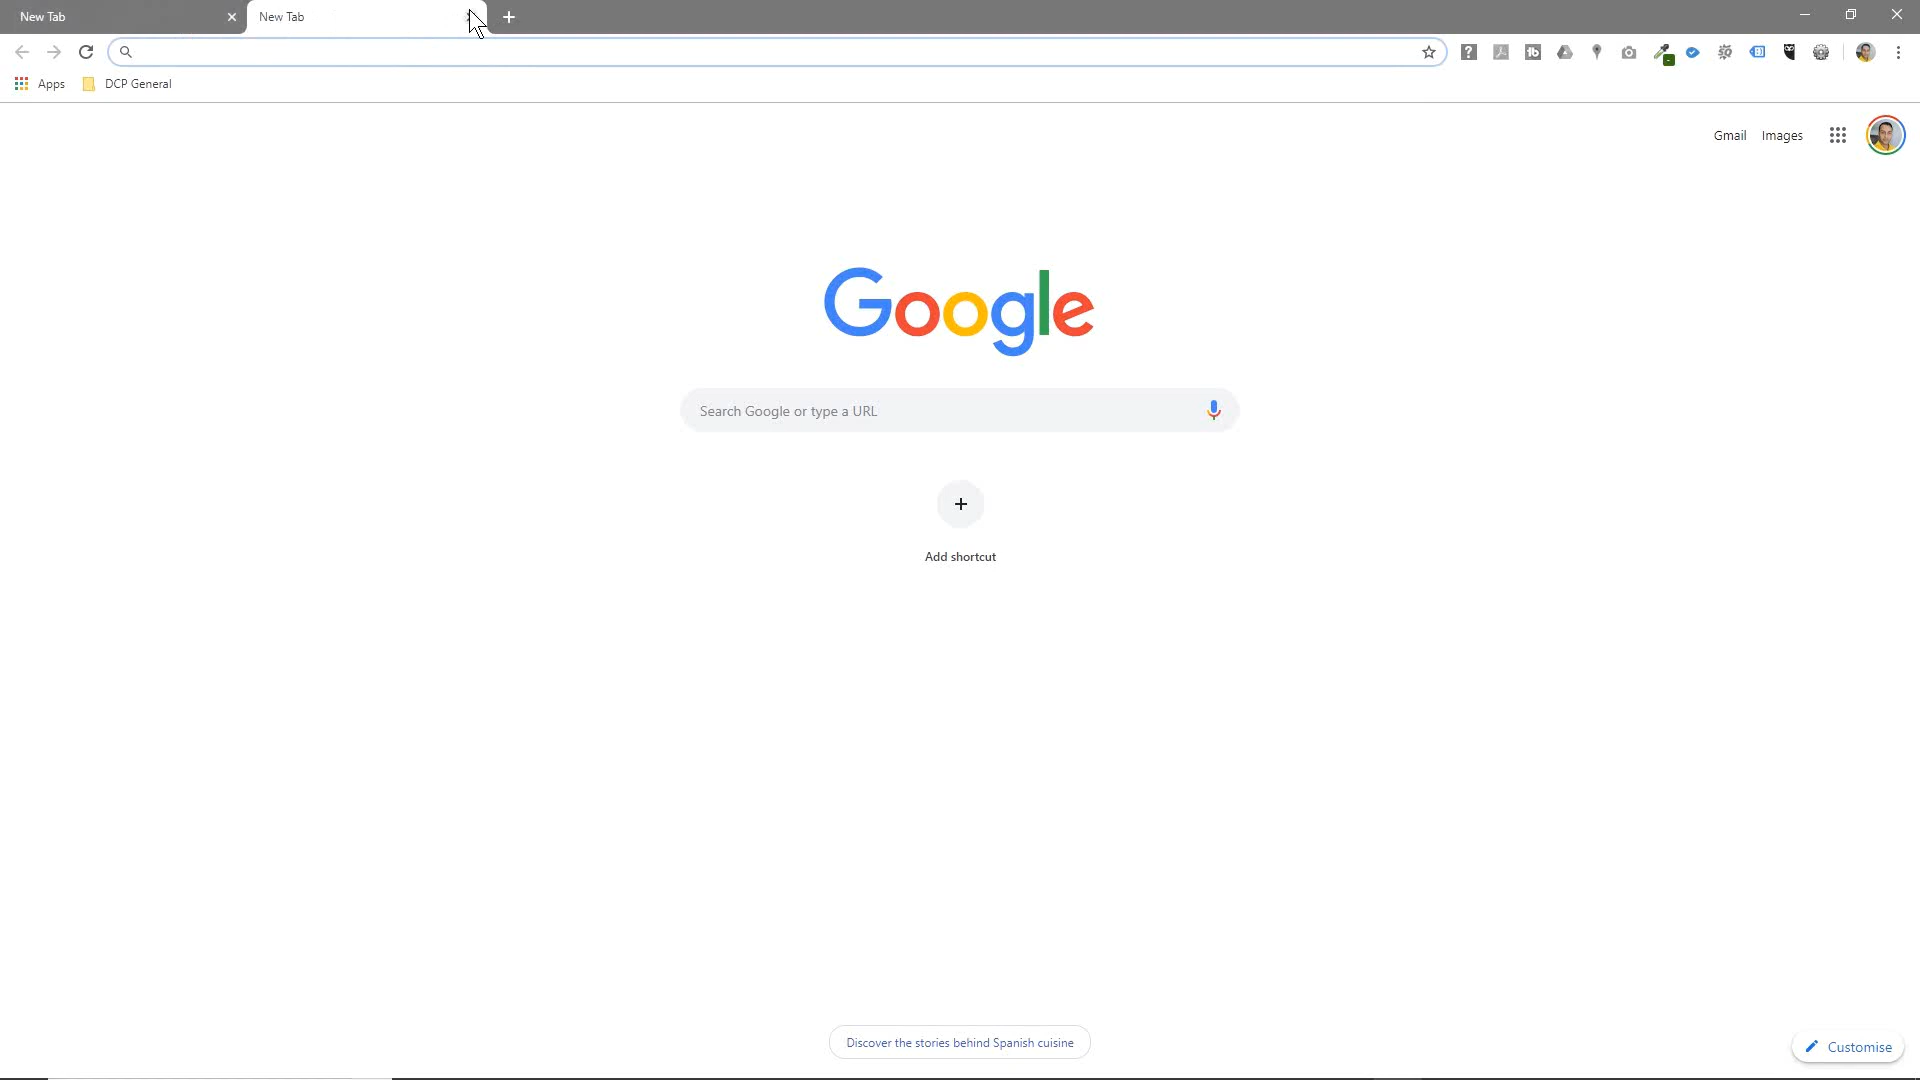 New Tab
New Tab
Apps
DCP General
Gmail Images
Google
Search Google or type a URL
Add shortcut
Discover the stories behind Spanish cuisine
Customise